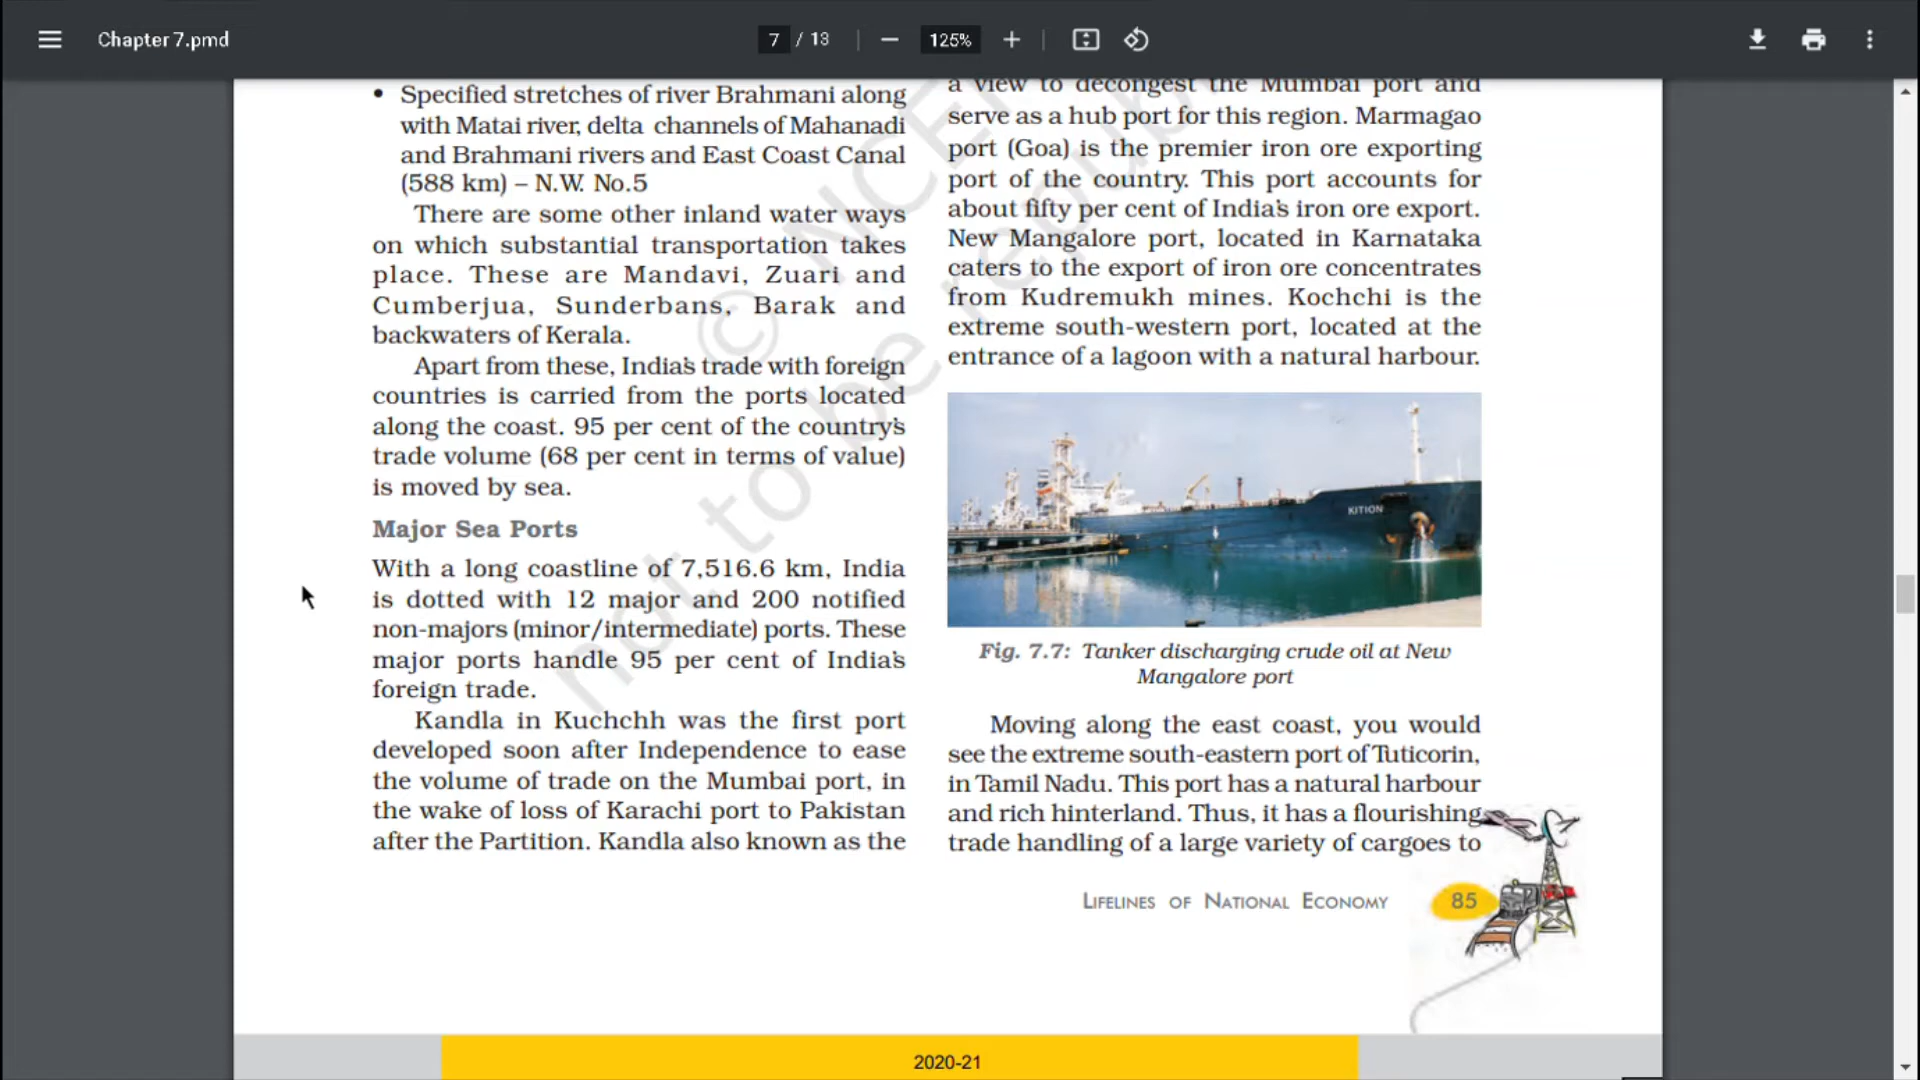 Chapter 7.pmd
7 / 13
125%
• Specified stretches of river Brahmani along
with Matai river, delta channels of Mahanadi
and Brahmani rivers and East Coast Canal
(588 km) – N.W. No.5
There are some other inland water ways
on which substantial transportation takes
place. These are Mandavi, Zuari and
Cumberjua, Sunderbans, Barak and
backwaters of Kerala.
Apart from these, India's trade with foreign
countries is carried from the ports located
along the coast. 95 per cent of the country's
trade volume (68 per cent in terms of value)
is moved by sea.
Major Sea Ports
With a long coastline of 7,516.6 km, India
is dotted with 12 major and 200 notified
non-majors (minor/intermediate) ports. These
major ports handle 95 per cent of India's
foreign trade.
Kandla in Kuchchh was the first port
developed soon after Independence to ease
the volume of trade on the Mumbai port, in
the wake of loss of Karachi port to Pakistan
after the Partition. Kandla also known as the
a view to decongest the Mumbai port and
serve as a hub port for this region. Marmagao
port (Goa) is the premier iron ore exporting
port of the country. This port accounts for
about fifty per cent of India's iron ore export.
New Mangalore port, located in Karnataka
caters to the export of iron ore concentrates
from Kudremukh mines. Kochchi is the
extreme south-western port, located at the
entrance of a lagoon with a natural harbour.
KITION
Fig. 7.7: Tanker discharging crude oil at New
Mangalore port
Moving along the east coast, you would
see the extreme south-eastern port of Tuticorin,
in Tamil Nadu. This port has a natural harbour
and rich hinterland. Thus, it has a flourishing
trade handling of a large variety of cargoes to
LIFELINES OF NATIONAL ECONOMY
85
2020-21
© NCE
not to be repub